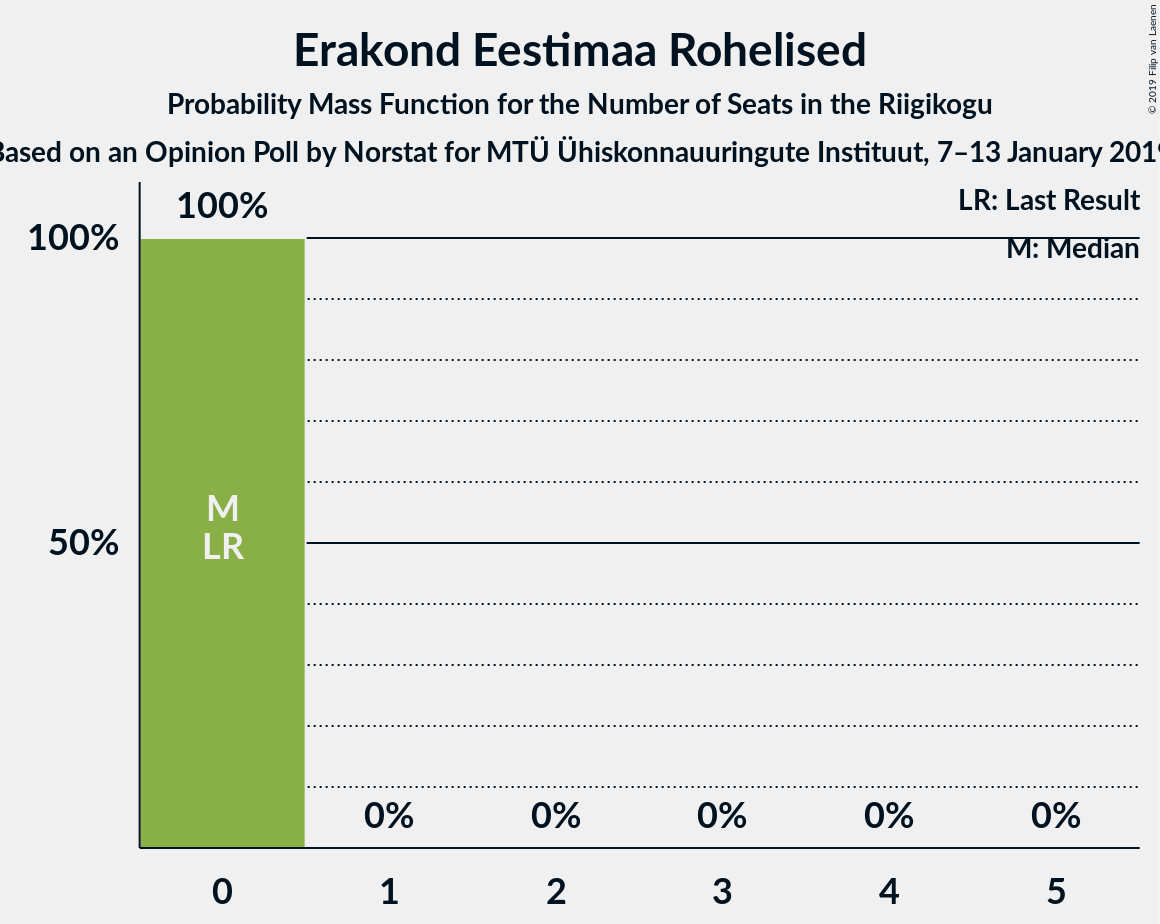 Erakond Eestimaa Rohelised
Probability Mass Function for the Number of Seats in the Riigikogu
Based on an Opinion Poll by Norstat for MTÜ Ühiskonnauuringute Instituut, 7–13 January 2019
© 2019 Filip van Laenen
LR: Last Result
M: Median
100%
100%
50%
M
LR
0% 0% 0% 0% 0%
0 1 2 3 4 5